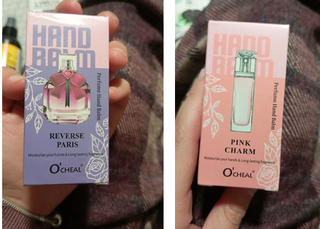 HAND
BALM
Perfume Hand Balm
REVERSE
PARIS
Moisturize your hands & Long-lasting fragrance
O'CHEAL
HAND
BALM
Perfume Hand Balm
PINK
CHARM
Moisturize your hands & Long-lasting fragrance
O'CHEAL